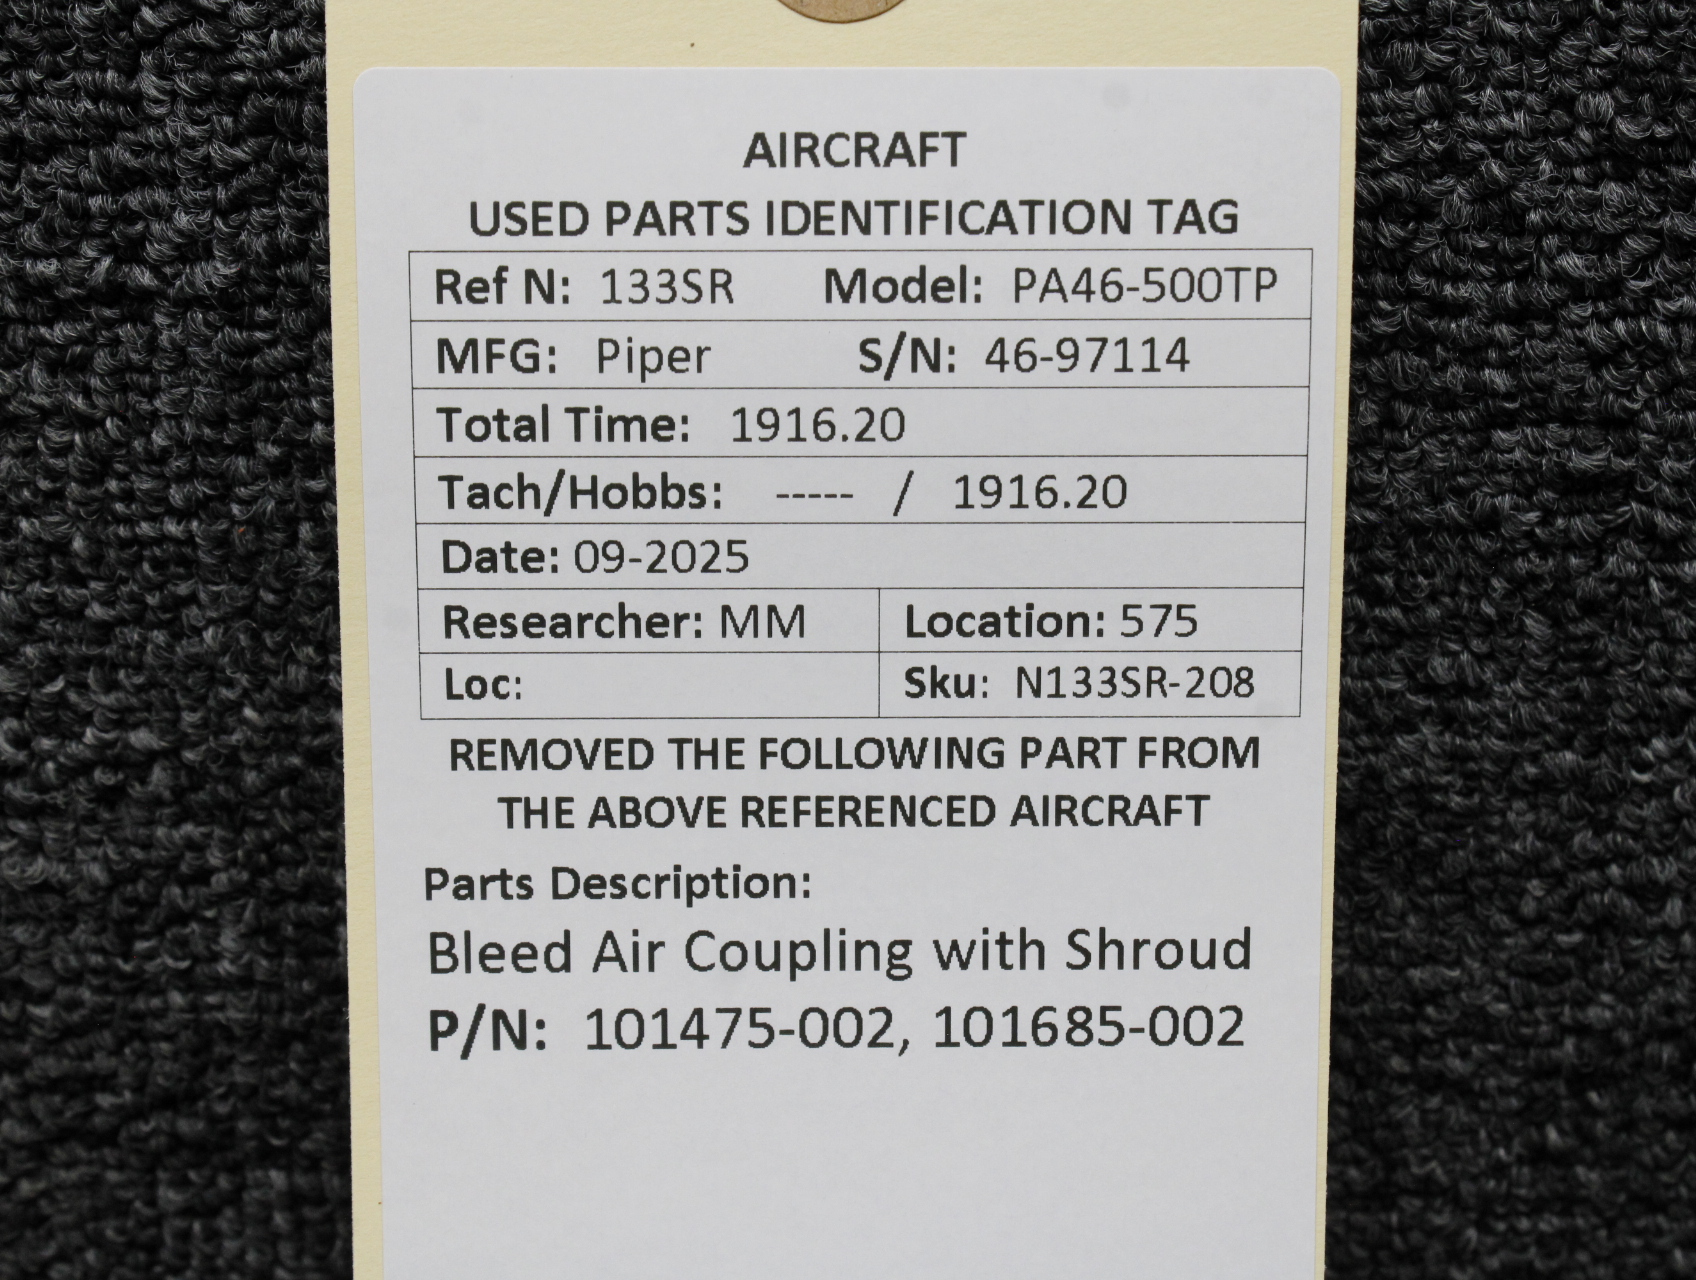 AIRCRAFT
USED PARTS IDENTIFICATION TAG
Ref N: 133SR Model: PA46-500TP
MFG: Piper S/N: 46-97114
Total Time: 1916.20
Tach/Hobbs: ----- / 1916.20
Date: 09-2025
Researcher: MM Location: 575
Loc: Sku: N133SR-208
REMOVED THE FOLLOWING PART FROM
THE ABOVE REFERENCED AIRCRAFT
Parts Description:
Bleed Air Coupling with Shroud
P/N: 101475-002, 101685-002